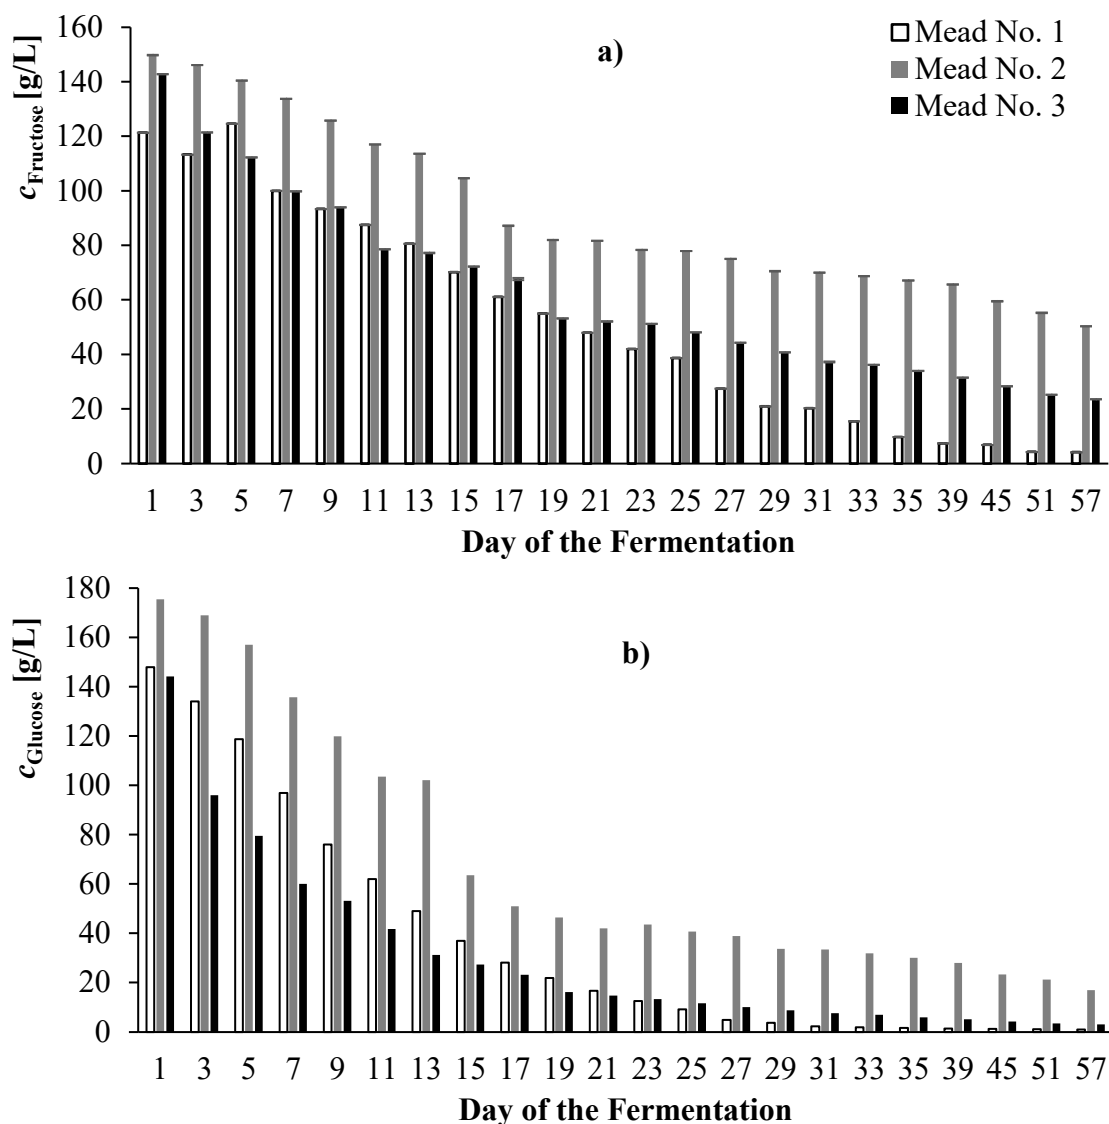 160
140
120
100
80
60
40
20
0
c Fructose [g/L]
a)
Mead No. 1
Mead No. 2
Mead No. 3
1 3 5 7 9 11 13 15 17 19 21 23 25 27 29 31 33 35 39 45 51 57
Day of the Fermentation
180
160
140
120
100
80
60
40
20
0
c Glucose [g/L]
b)
1 3 5 7 9 11 13 15 17 19 21 23 25 27 29 31 33 35 39 45 51 57
Day of the Fermentation